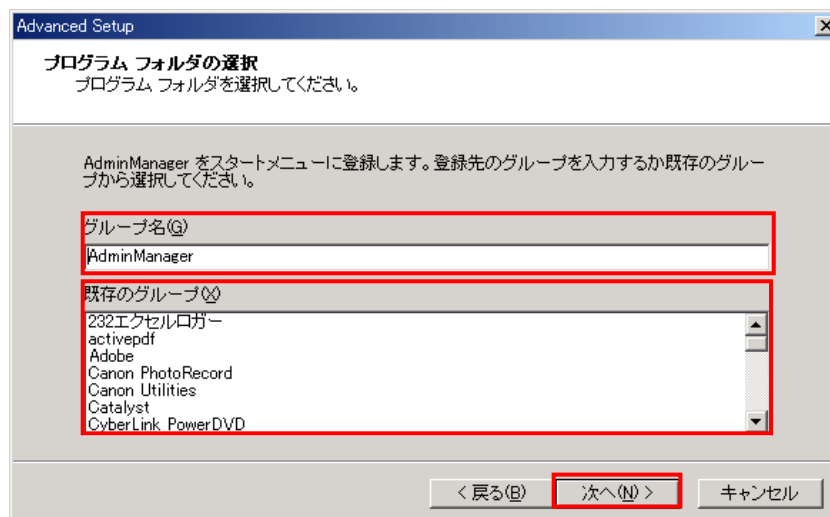 Advanced Setup
プログラム フォルダの選択
プログラム フォルダを選択してください。
AdminManager をスタートメニューに登録します。登録先のグループを入力するか既存のグルー
プから選択してください。
グループ名(G)
AdminManager
既存のグループ(X)
232エクセルロガー
activepdf
Adobe
Canon PhotoRecord
Canon Utilities
Catalyst
CyberLink PowerDVD
< 戻る(B)
次へ(N) >
キャンセル